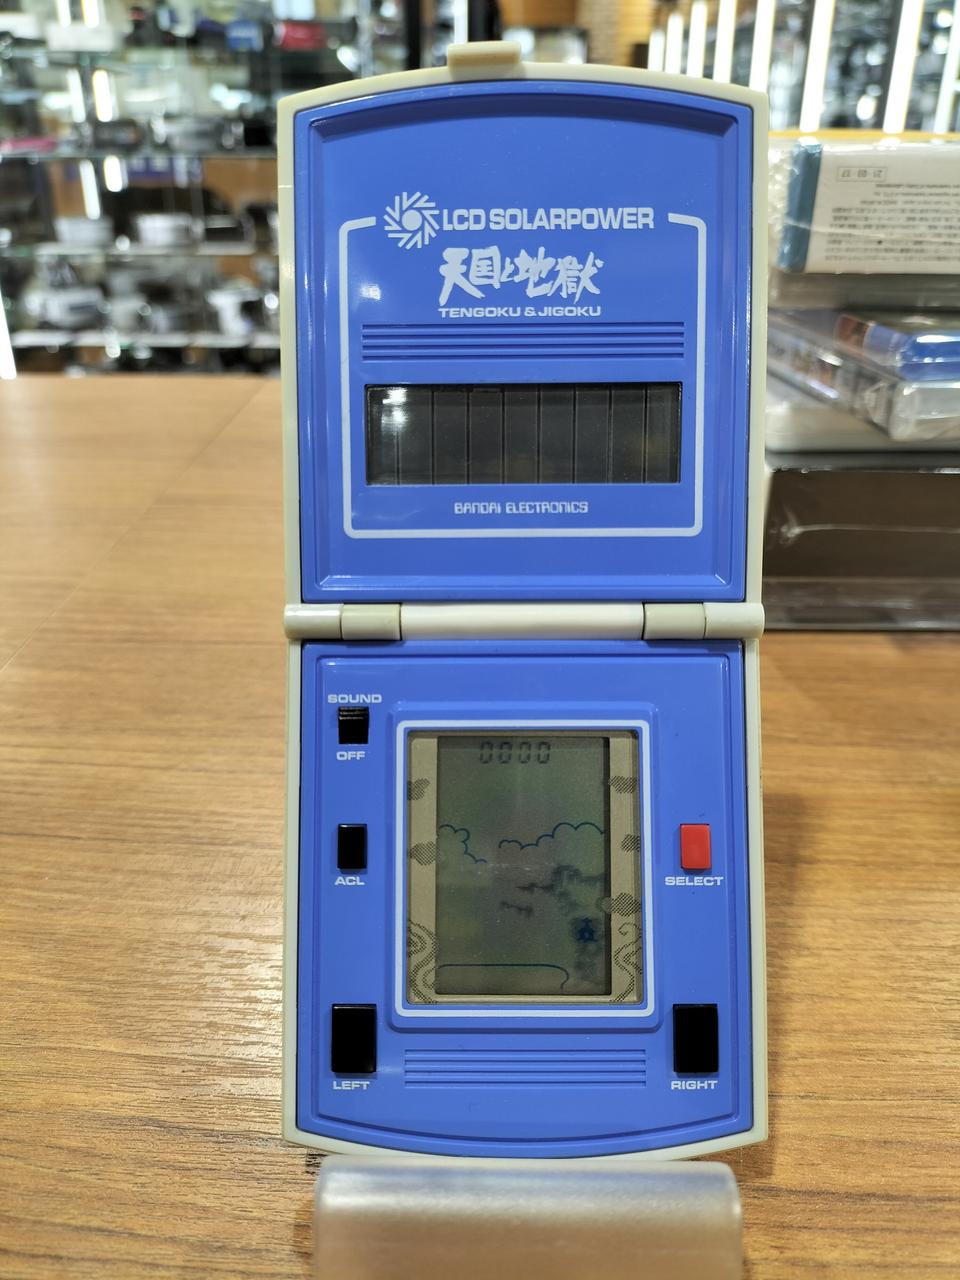 LCD SOLARPOWER
天国と地獄
TENGOKU & JIGOKU
BANDAI ELECTRONICS
SOUND
OFF
0000
ACL
SELECT
LEFT
RIGHT